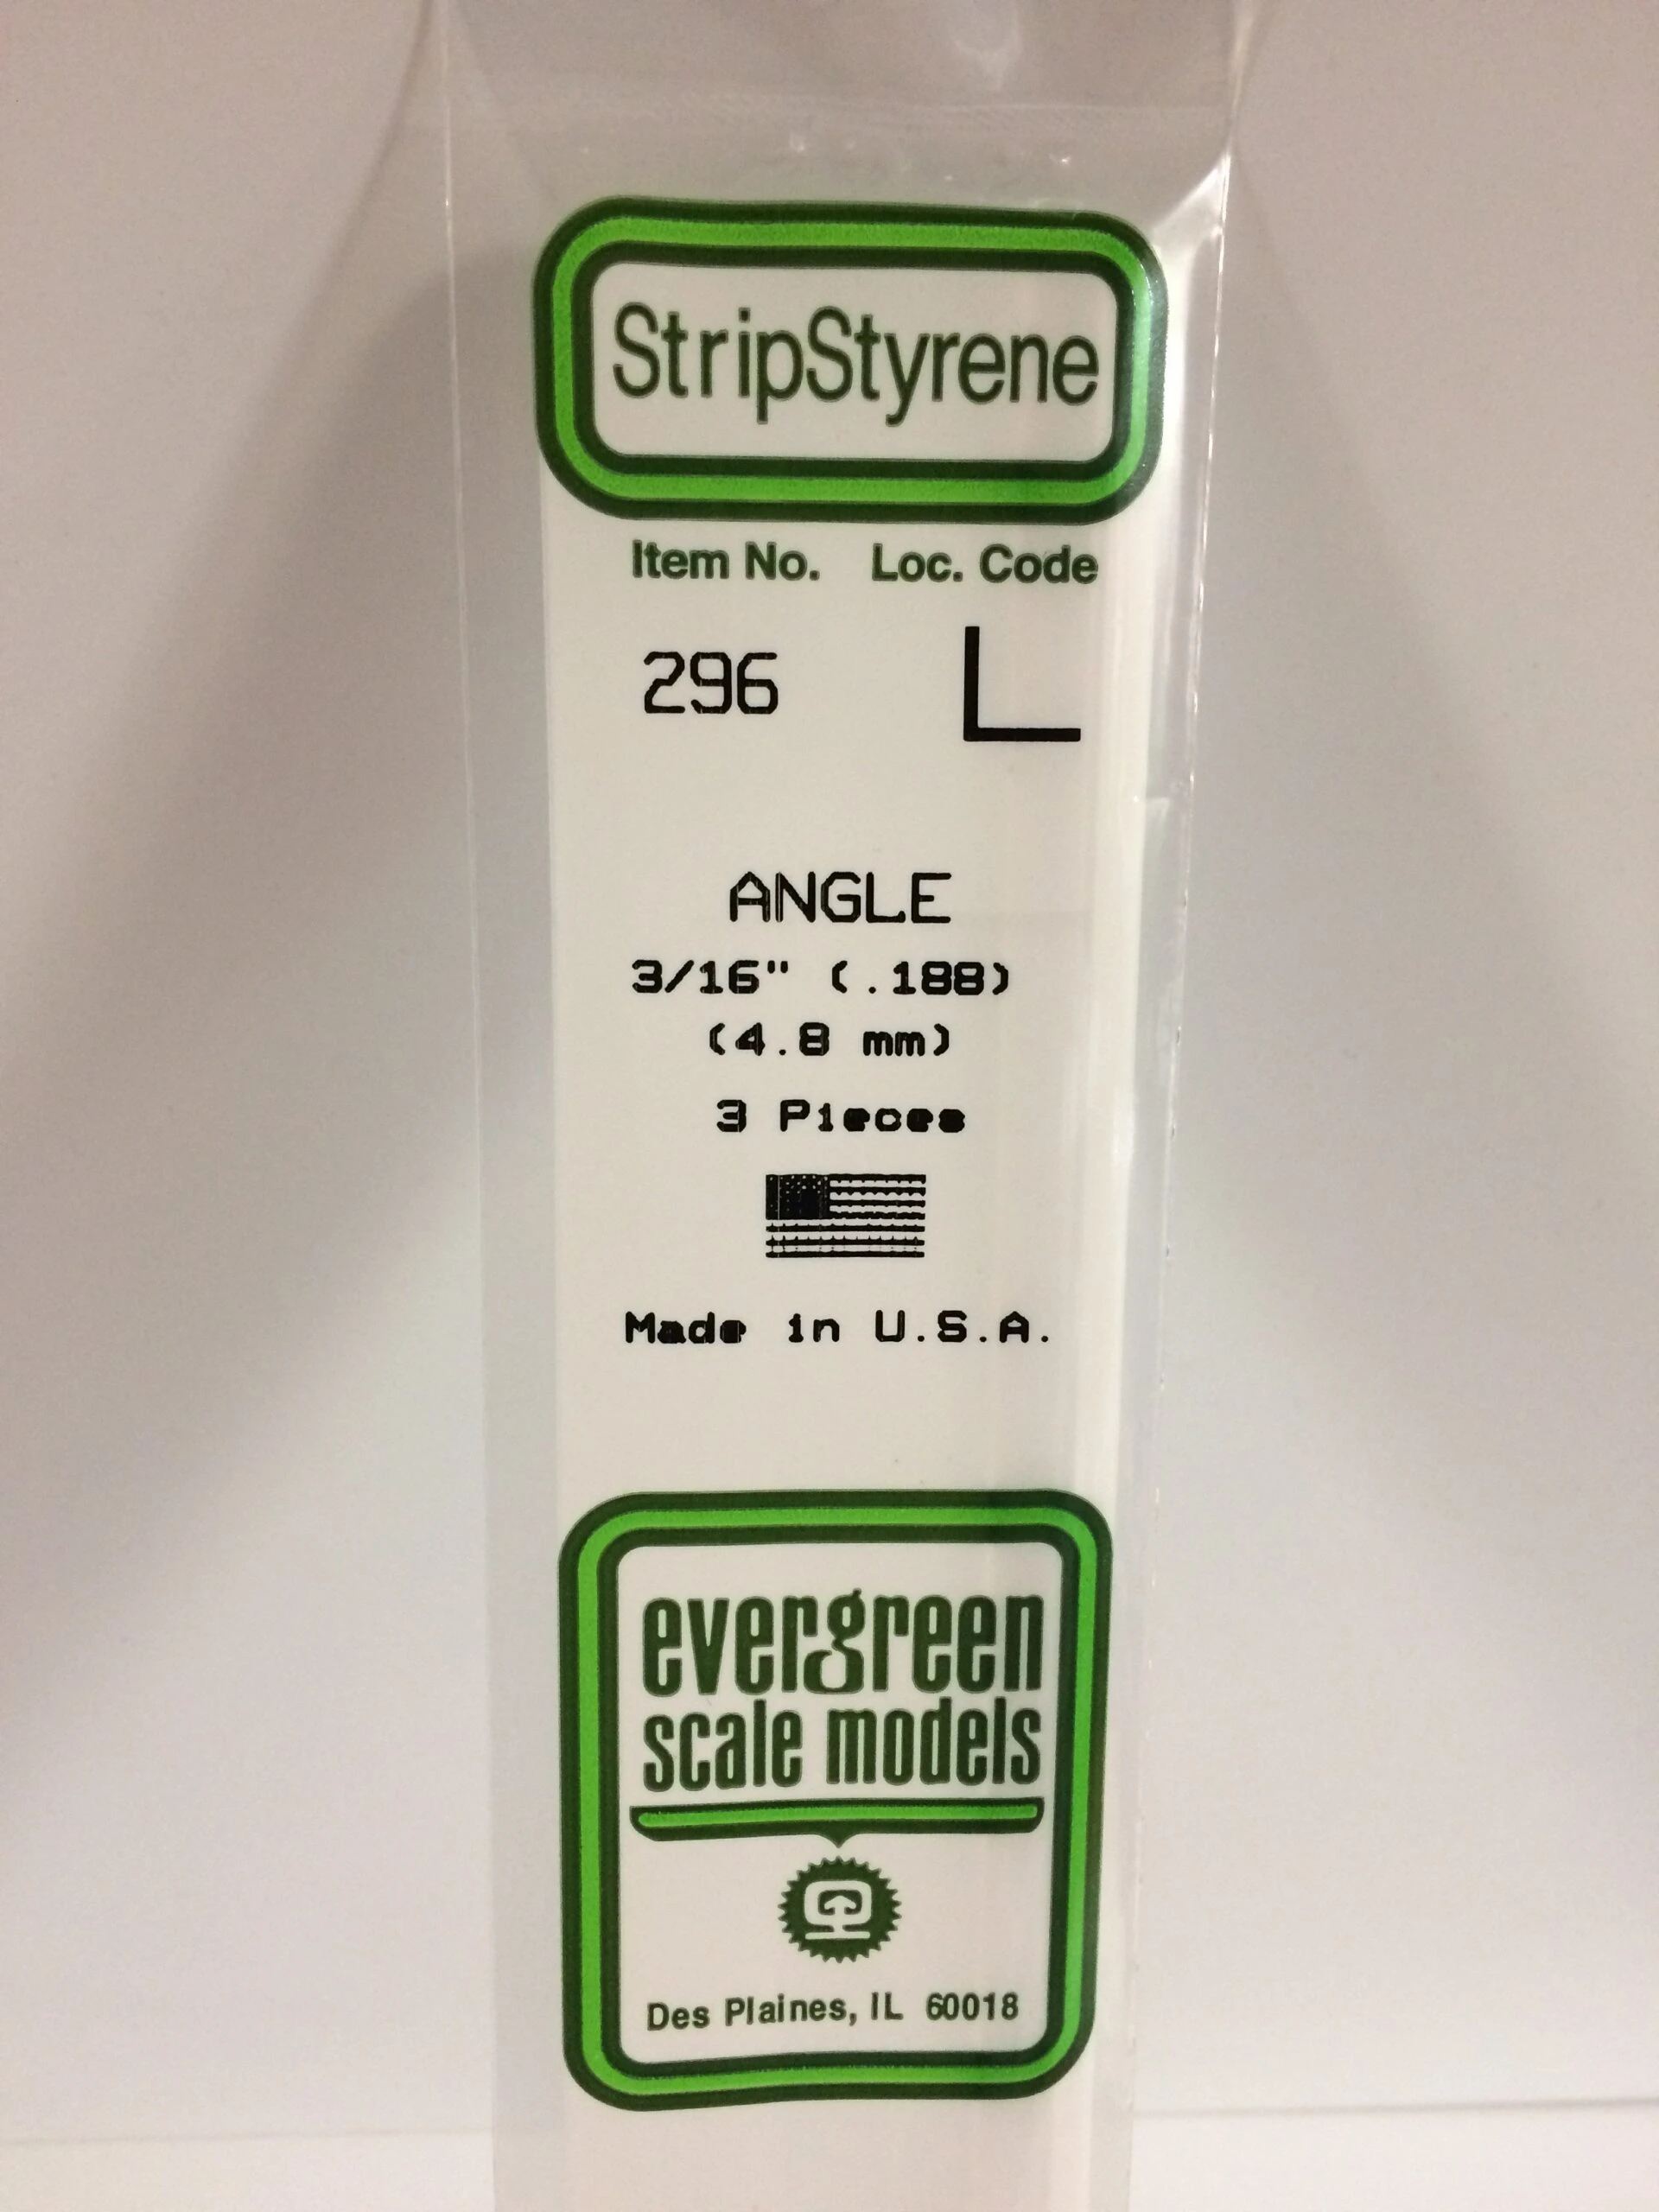 StripStyrene
Item No. Loc. Code
296
ANGLE
3/16" (.188)
(4.8 mm)
3 Pieces
Made in U.S.A.
evergreen
scale models
Des Plaines, IL 60018